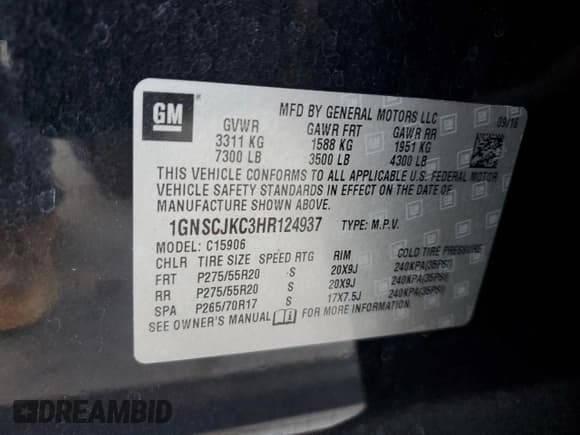 GM
MFD BY GENERAL MOTORS LLC
09/16
GVWR GAWR FRT GAWR RR
3311 KG 1588 KG 1951 KG
7300 LB 3500 LB 4300 LB
THIS VEHICLE CONFORMS TO ALL APPLICABLE U.S. FEDERAL MOTOR
VEHICLE SAFETY STANDARDS IN EFFECT ON THE DATE OF
MANUFACTURE SHOWN ABOVE.
1GNSCJKC3HR124937 TYPE: M.P.V.
MODEL: C15906
CHLR TIRE SIZE SPEED RTG RIM COLD TIRE PRESSURE
FRT P275/55R20 S 20X9J 240KPA(35PSI)
RR P275/55R20 S 20X9J 240KPA(35PSI)
SPA P265/70R17 S 17X7.5J 240KPA(35PSI)
SEE OWNER'S MANUAL FOR MORE INFORMATION.
DREAMBID